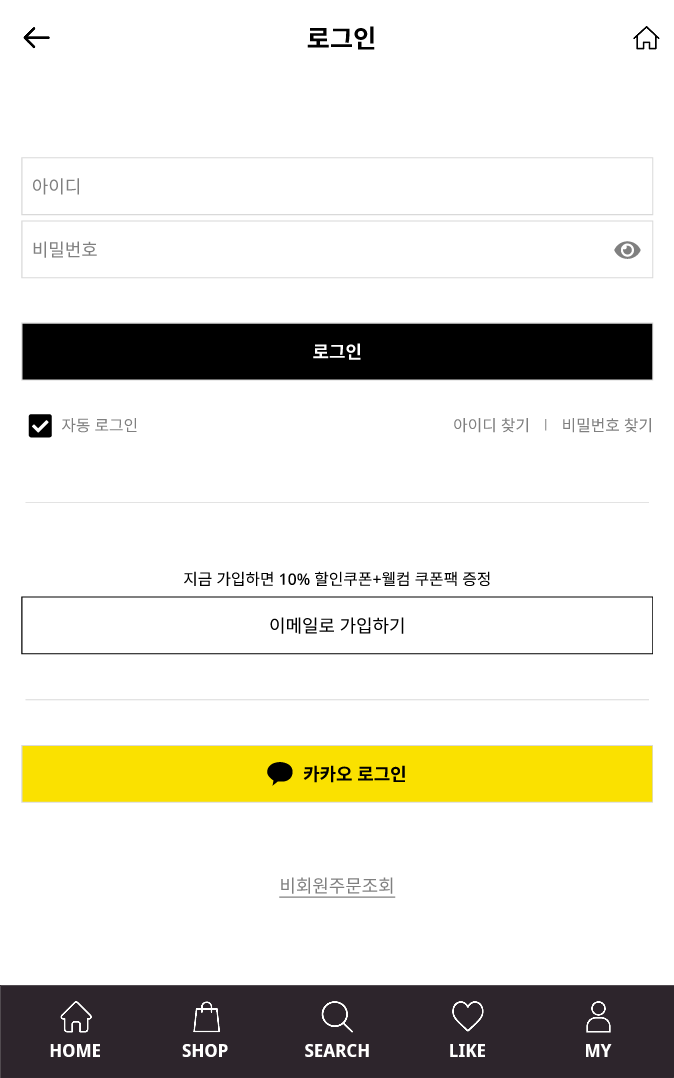 로그인
아이디
비밀번호
로그인
자동 로그인
아이디 찾기 | 비밀번호 찾기
지금 가입하면 10% 할인쿠폰+웰컴 쿠폰팩 증정
이메일로 가입하기
카카오 로그인
비회원주문조회
HOME SHOP SEARCH LIKE MY